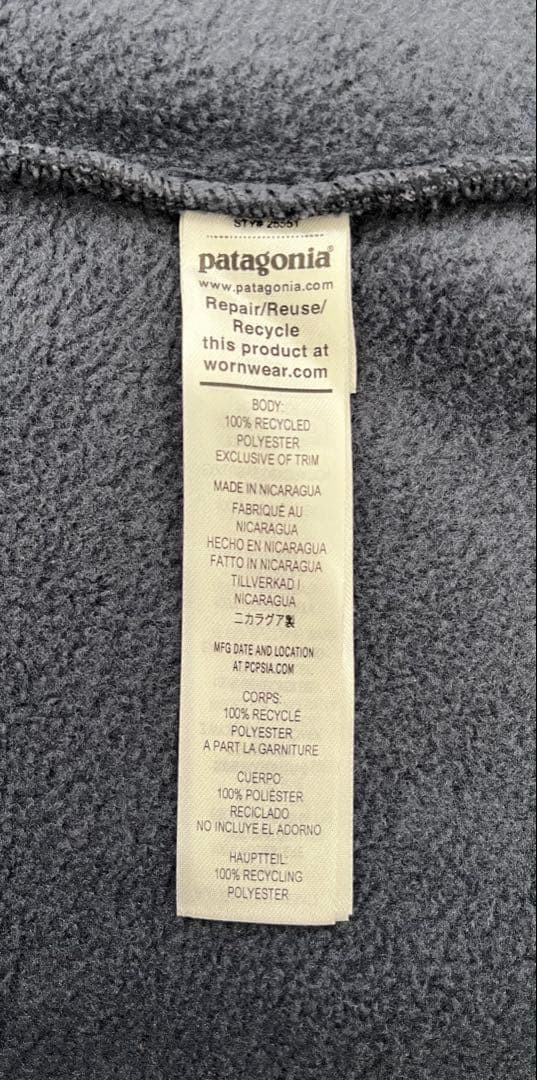 STY# 25551
patagonia®
www.patagonia.com
Repair/Reuse/
Recycle
this product at
wornwear.com
BODY:
100% RECYCLED
POLYESTER
EXCLUSIVE OF TRIM
MADE IN NICARAGUA
FABRIQUÉ AU
NICARAGUA
HECHO EN NICARAGUA
FATTO IN NICARAGUA
TILLVERKAD I
NICARAGUA
ニカラグア製
MFG DATE AND LOCATION
AT PCPSIA.COM
CORPS:
100% RECYCLÉ
POLYESTER
A PART LA GARNITURE
CUERPO:
100% POLIÉSTER
RECICLADO
NO INCLUYE EL ADORNO
HAUPTTEIL:
100% RECYCLING
POLYESTER